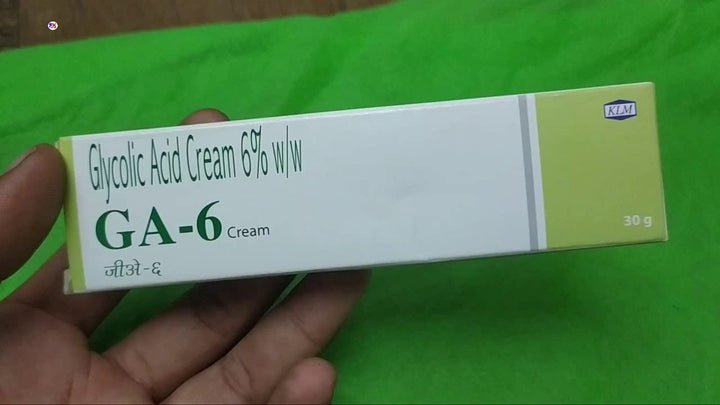 Glycolic Acid Cream 6% w/w
GA-6 Cream
जीअे-६
KLM
30 g